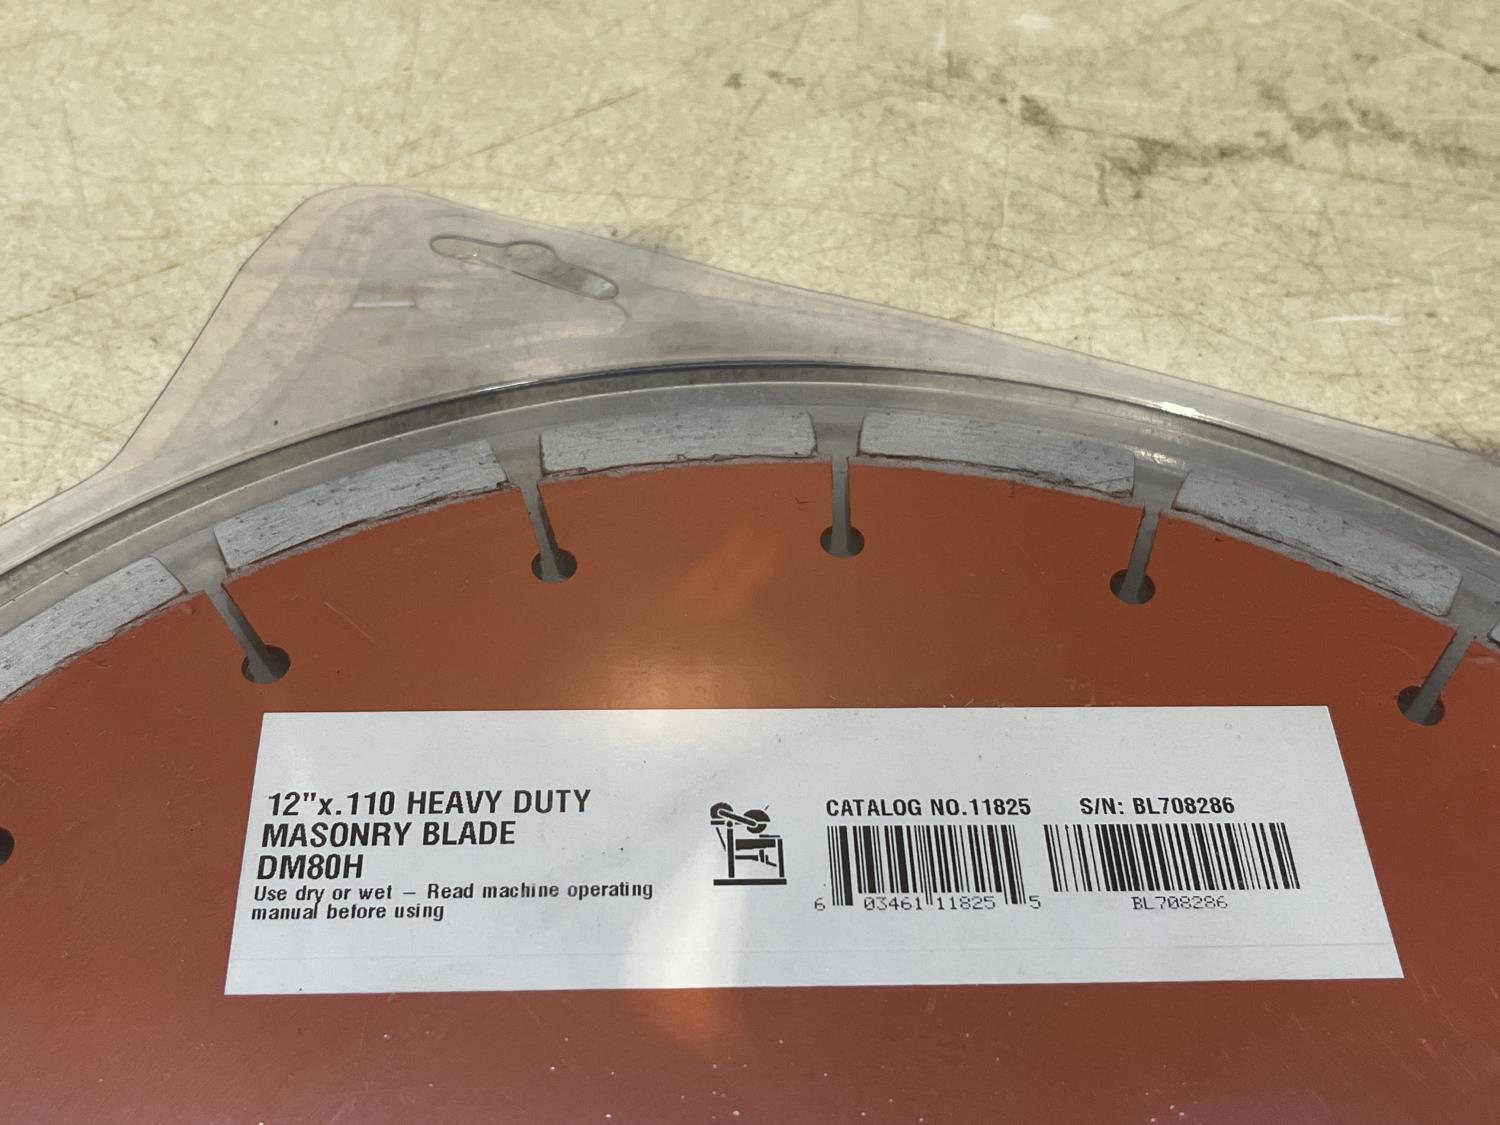 12"x.110 HEAVY DUTY
MASONRY BLADE
DM80H
Use dry or wet – Read machine operating
manual before using
CATALOG NO.11825
6 03461 11825 5
S/N: BL708286
BL708286